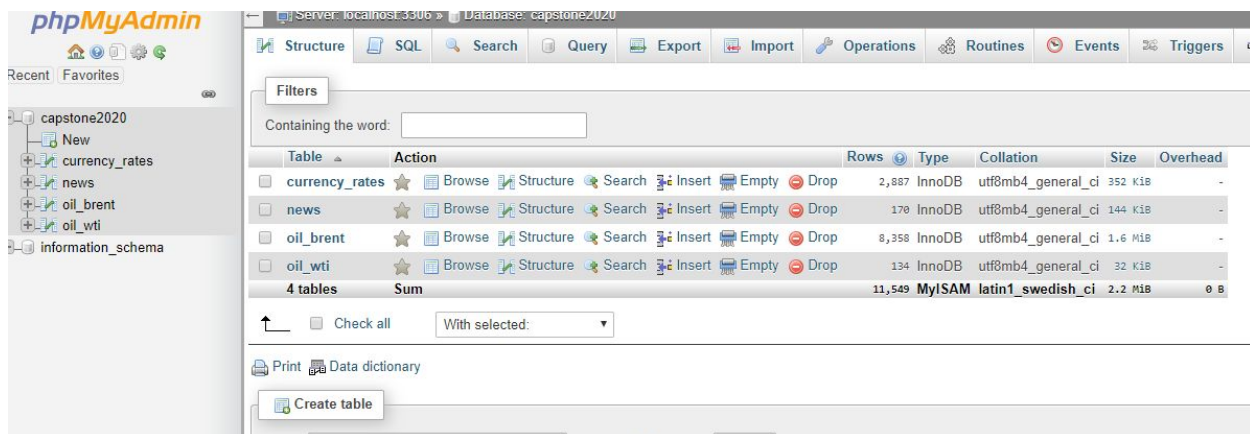 phpMyAdmin
Recent Favorites
capstone2020
New
currency_rates
news
oil_brent
oil_wti
information_schema
Server: localhost:3306 » Database: capstone2020
Structure SQL Search Query Export Import Operations Routines Events Triggers
Filters
Containing the word:
Table Action Rows Type Collation Size Overhead
currency_rates Browse Structure Search Insert Empty Drop 2,887 InnoDB utf8mb4_general_ci 352 KiB -
news Browse Structure Search Insert Empty Drop 170 InnoDB utf8mb4_general_ci 144 KiB -
oil_brent Browse Structure Search Insert Empty Drop 8,358 InnoDB utf8mb4_general_ci 1.6 MiB -
oil_wti Browse Structure Search Insert Empty Drop 134 InnoDB utf8mb4_general_ci 32 KiB -
4 tables Sum 11,549 MyISAM latin1_swedish_ci 2.2 MiB 0 B
Check all With selected:
Print Data dictionary
Create table